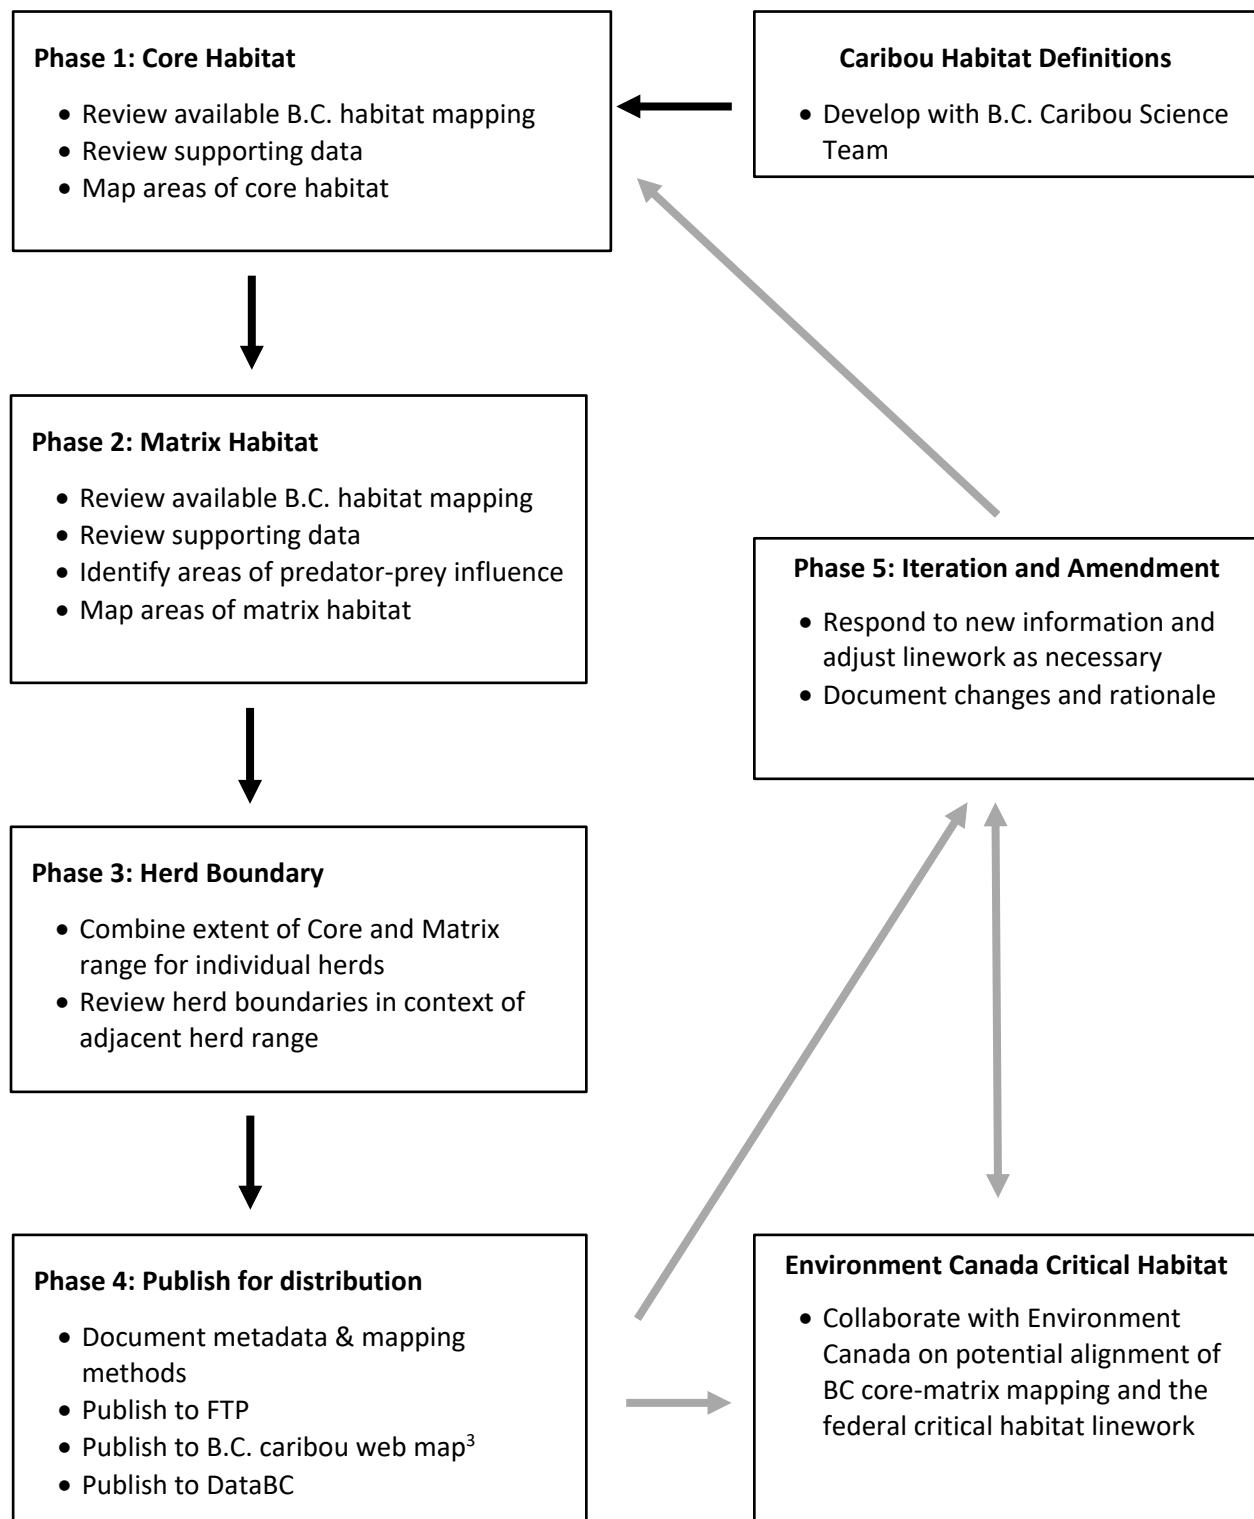 Phase 1: Core Habitat
• Review available B.C. habitat mapping
• Review supporting data
• Map areas of core habitat
Caribou Habitat Definitions
• Develop with B.C. Caribou Science
Team
Phase 2: Matrix Habitat
• Review available B.C. habitat mapping
• Review supporting data
• Identify areas of predator-prey influence
• Map areas of matrix habitat
Phase 5: Iteration and Amendment
• Respond to new information and
adjust linework as necessary
• Document changes and rationale
Phase 3: Herd Boundary
• Combine extent of Core and Matrix
range for individual herds
• Review herd boundaries in context of
adjacent herd range
Phase 4: Publish for distribution
• Document metadata & mapping
methods
• Publish to FTP
• Publish to B.C. caribou web map³
• Publish to DataBC
Environment Canada Critical Habitat
• Collaborate with Environment
Canada on potential alignment of
BC core-matrix mapping and the
federal critical habitat linework